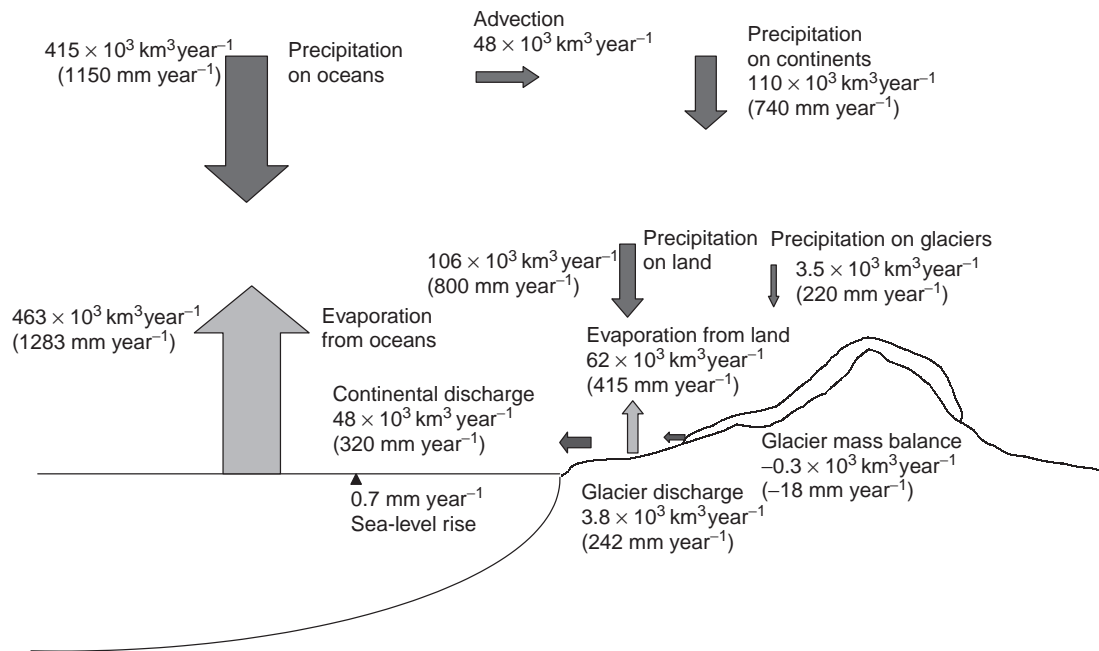 415 × 10³ km³year⁻¹
(1150 mm year⁻¹)
Precipitation
on oceans
Advection
48 × 10³ km³year⁻¹
Precipitation
on continents
110 × 10³ km³year⁻¹
(740 mm year⁻¹)
106 × 10³ km³year⁻¹
(800 mm year⁻¹)
Precipitation
on land
Precipitation on glaciers
3.5 × 10³ km³year⁻¹
(220 mm year⁻¹)
463 × 10³ km³year⁻¹
(1283 mm year⁻¹)
Evaporation
from oceans
Evaporation from land
62 × 10³ km³year⁻¹
(415 mm year⁻¹)
Continental discharge
48 × 10³ km³ year⁻¹
(320 mm year⁻¹)
Glacier mass balance
−0.3 × 10³ km³year⁻¹
(−18 mm year⁻¹)
0.7 mm year⁻¹
Sea-level rise
Glacier discharge
3.8 × 10³ km³year⁻¹
(242 mm year⁻¹)